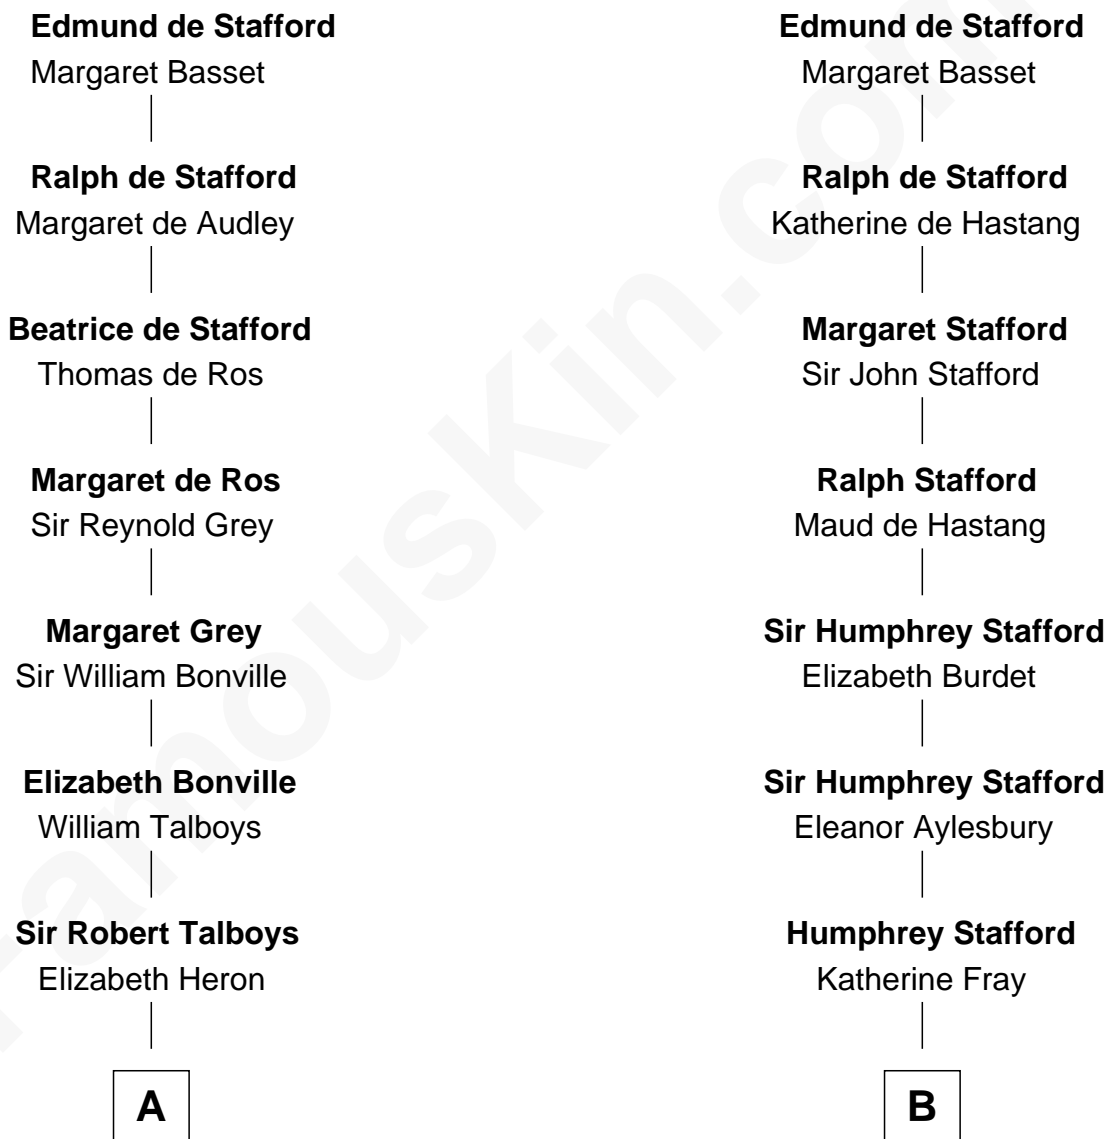 Edmund de Stafford
Margaret Basset
Ralph de Stafford
Margaret de Audley
Beatrice de Stafford
Thomas de Ros
Margaret de Ros
Sir Reynold Grey
Margaret Grey
Sir William Bonville
Elizabeth Bonville
William Talboys
Sir Robert Talboys
Elizabeth Heron
A
Edmund de Stafford
Margaret Basset
Ralph de Stafford
Katherine de Hastang
Margaret Stafford
Sir John Stafford
Ralph Stafford
Maud de Hastang
Sir Humphrey Stafford
Elizabeth Burdet
Sir Humphrey Stafford
Eleanor Aylesbury
Humphrey Stafford
Katherine Fray
B
FamousKin.com